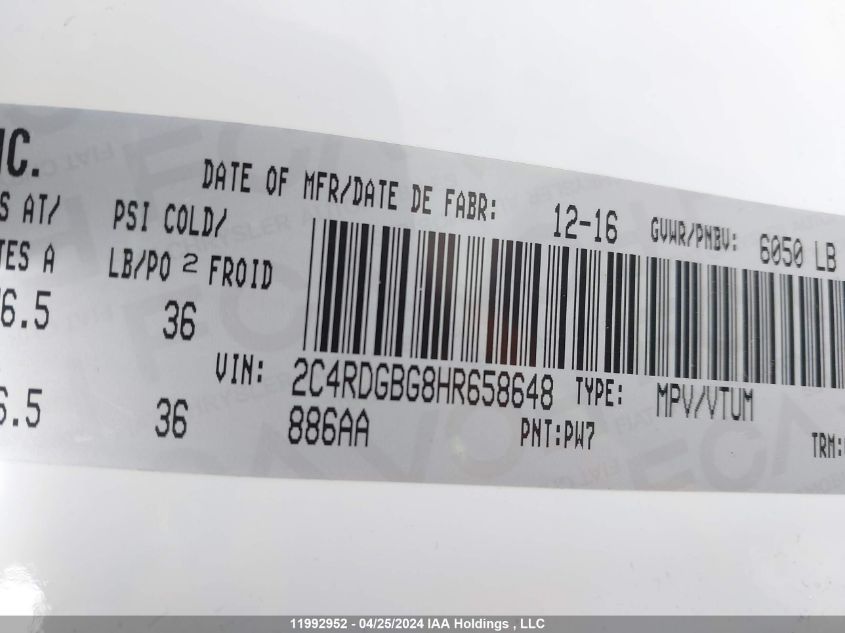 DATE OF MFR/DATE DE FABR: 12-16 GVWR/PNBV: 6050 LB
S AT/ PSI COLD/
TES A LB/PO 2 FROID
6.5 36
VIN: 2C4RDGBG8HR658648 TYPE: MPV/VTUM
6.5 36 886AA PNT:PW7 TRM:
11992952 - 04/25/2024 IAA Holdings , LLC